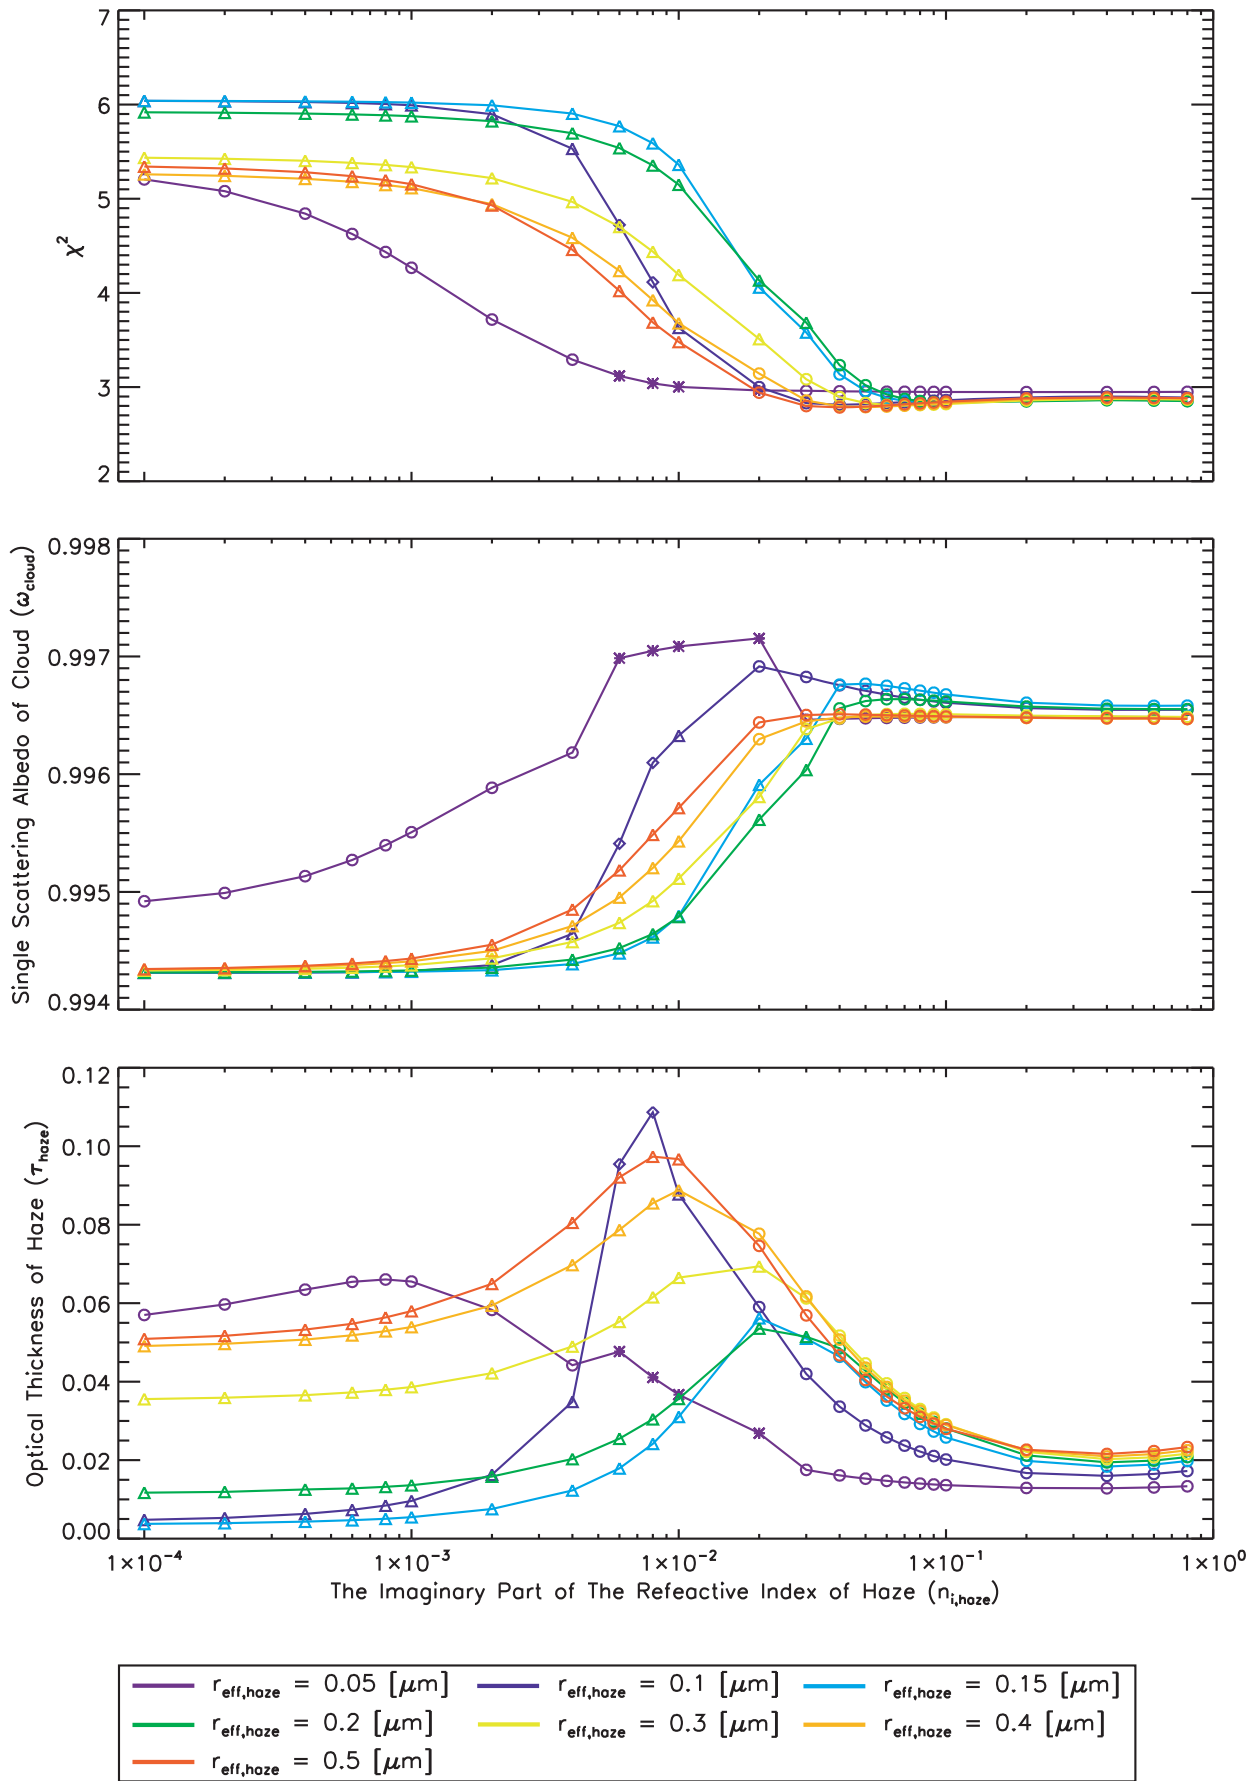 7
6
5
4
3
2
χ²
0.998
0.997
0.996
0.995
0.994
Single Scattering Albedo of Cloud (ω_cloud)
0.12
0.10
0.08
0.06
0.04
0.02
0.00
Optical Thickness of Haze (τ_haze)
1×10⁻⁴ 1×10⁻³ 1×10⁻² 1×10⁻¹ 1×10⁰
The Imaginary Part of The Refeactive Index of Haze (n_i,haze)
r_eff,haze = 0.05 [μm] r_eff,haze = 0.1 [μm] r_eff,haze = 0.15 [μm]
r_eff,haze = 0.2 [μm] r_eff,haze = 0.3 [μm] r_eff,haze = 0.4 [μm]
r_eff,haze = 0.5 [μm]